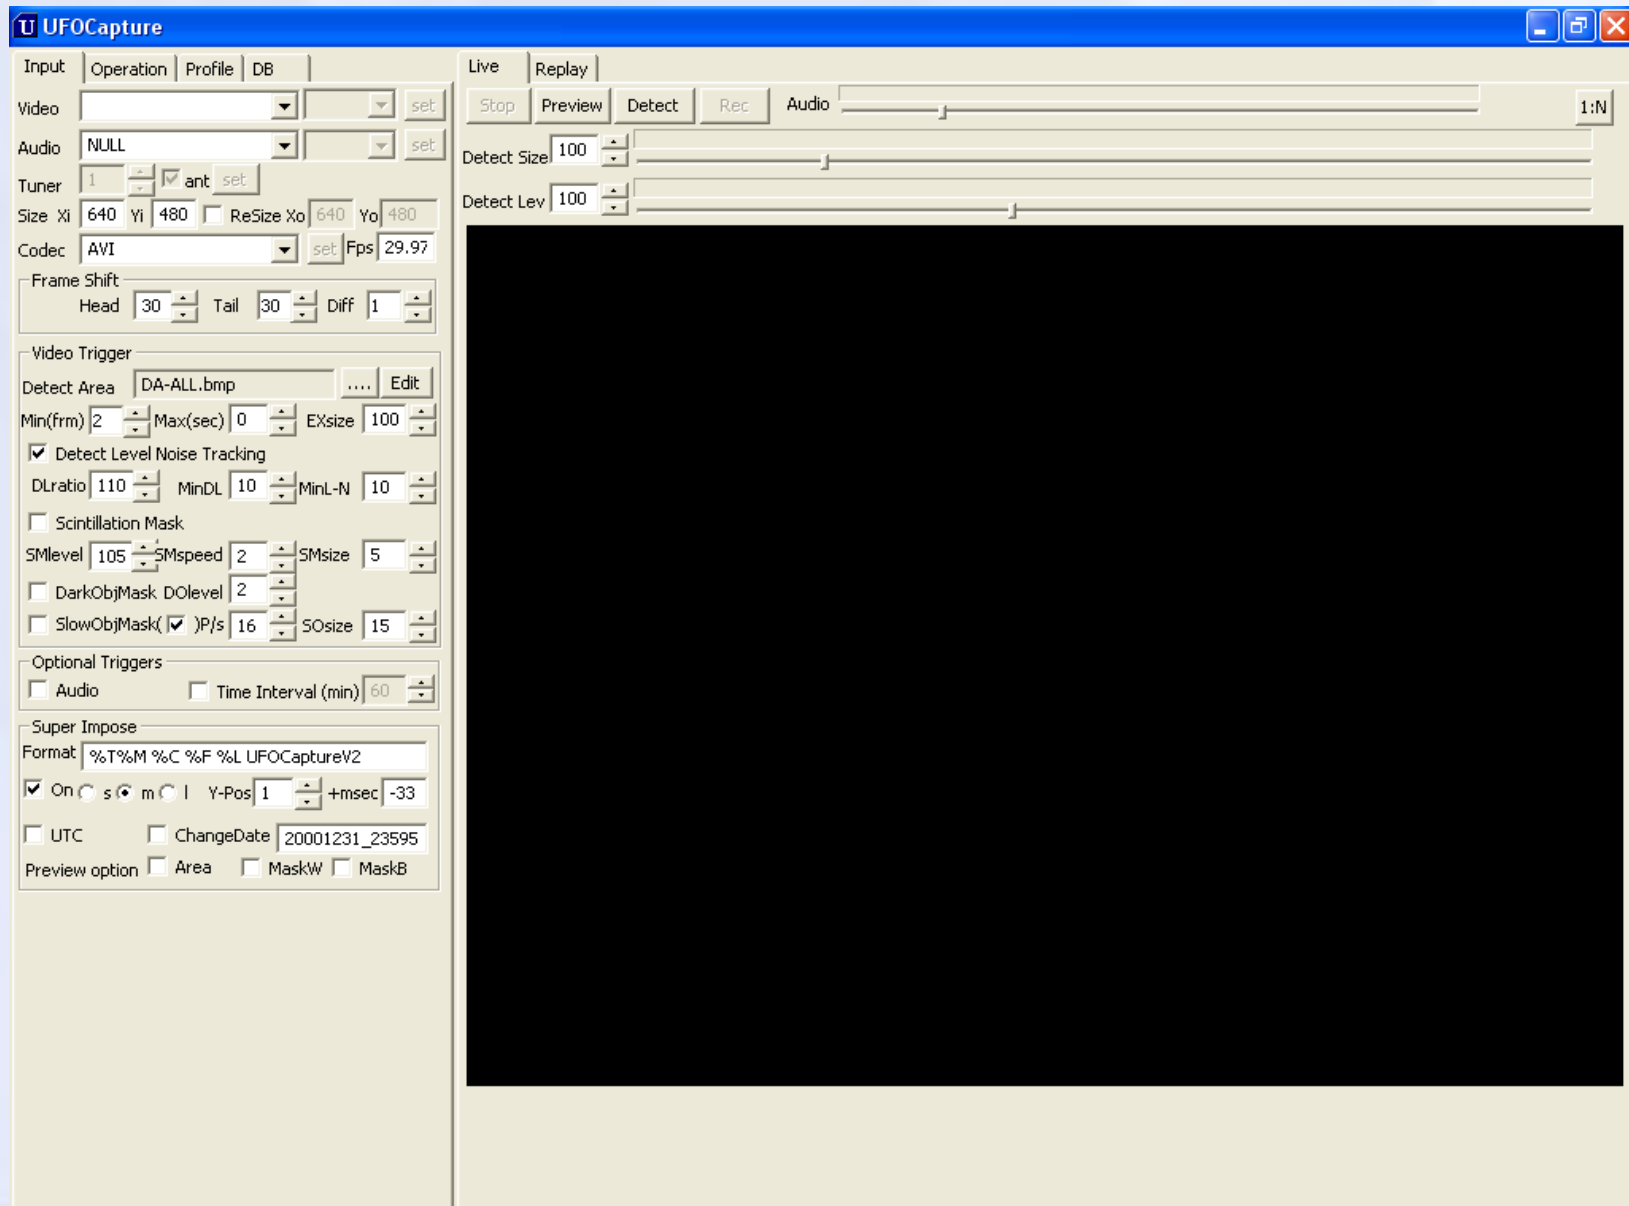 UFOCapture
Input Operation Profile DB
Video set
Audio NULL set
Tuner 1 ant set
Size Xi 640 Yi 480 ReSize Xo 640 Yo 480
Codec AVI set Fps 29.97
Frame Shift
Head 30 Tail 30 Diff 1
Video Trigger
Detect Area DA-ALL.bmp .... Edit
Min(frm) 2 Max(sec) 0 EXsize 100
Detect Level Noise Tracking
DLratio 110 MinDL 10 MinL-N 10
Scintillation Mask
SMlevel 105 SMspeed 2 SMsize 5
DarkObjMask DOlevel 2
SlowObjMask( )P/s 16 SOsize 15
Optional Triggers
Audio Time Interval (min) 60
Super Impose
Format %T%M %C %F %L UFOCaptureV2
On s m l Y-Pos 1 +msec -33
UTC ChangeDate 20001231_23595
Preview option Area MaskW MaskB
Live Replay
Stop Preview Detect Rec Audio 1:N
Detect Size 100
Detect Lev 100